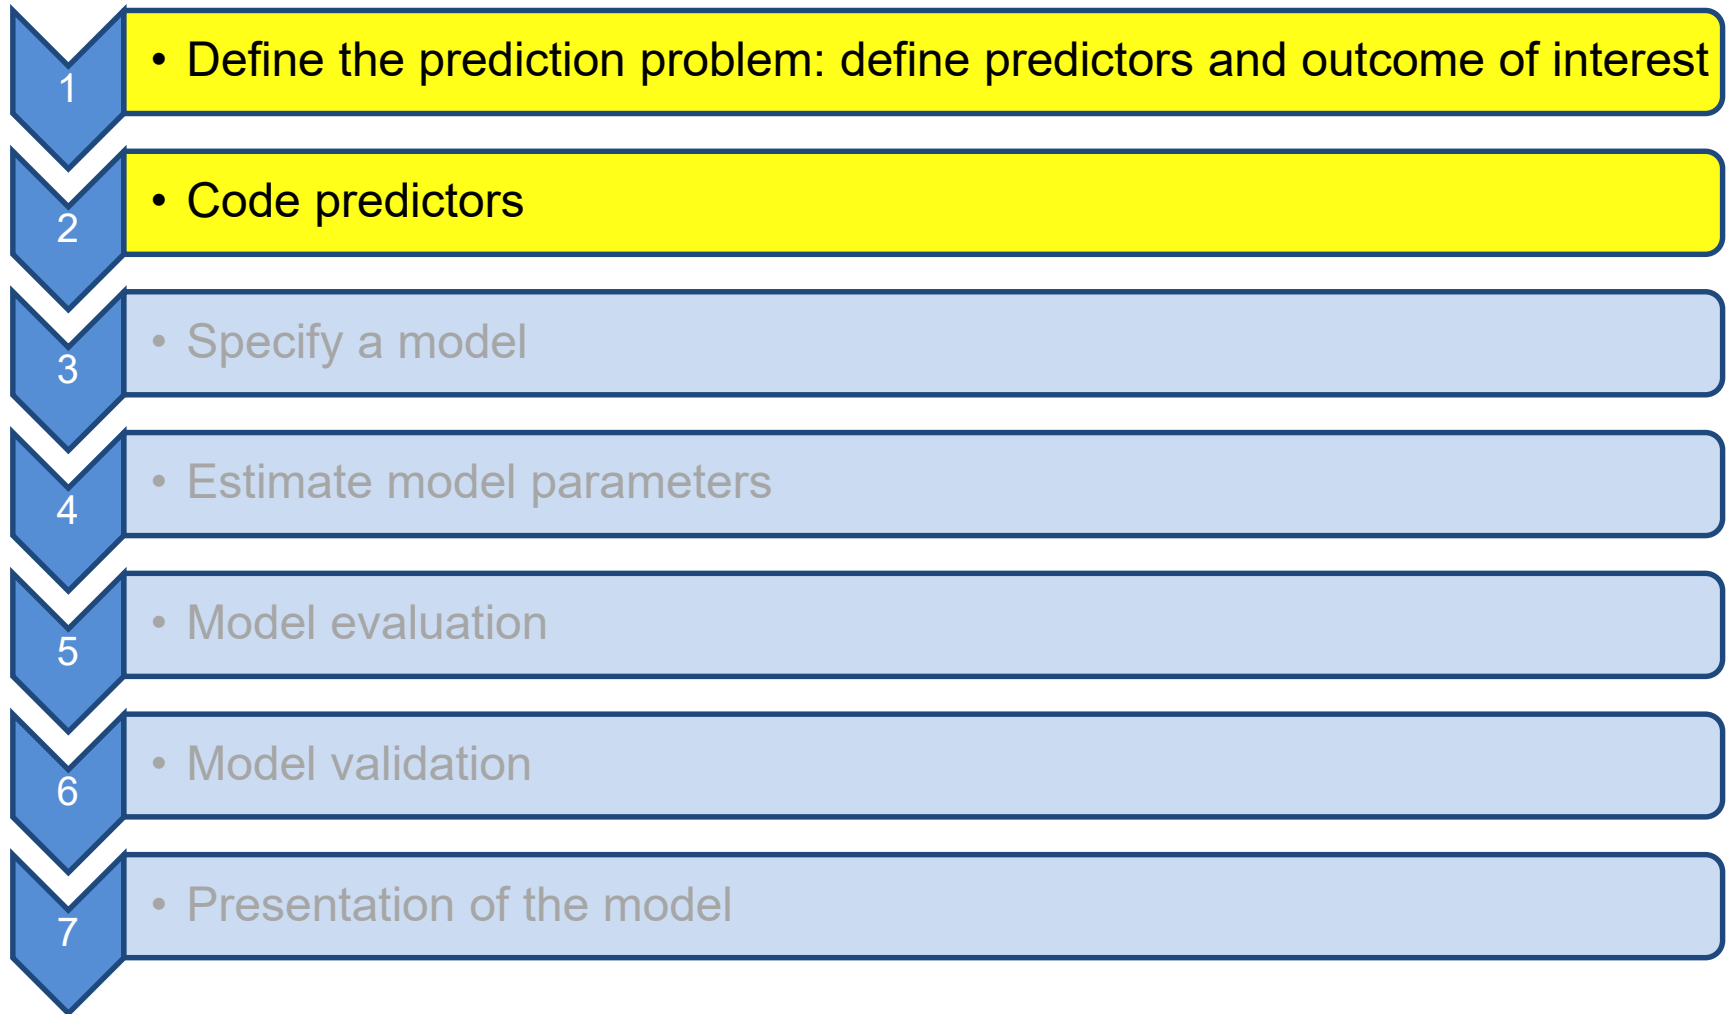 1
• Define the prediction problem: define predictors and outcome of interest
2
• Code predictors
3
• Specify a model
4
• Estimate model parameters
5
• Model evaluation
6
• Model validation
7
• Presentation of the model